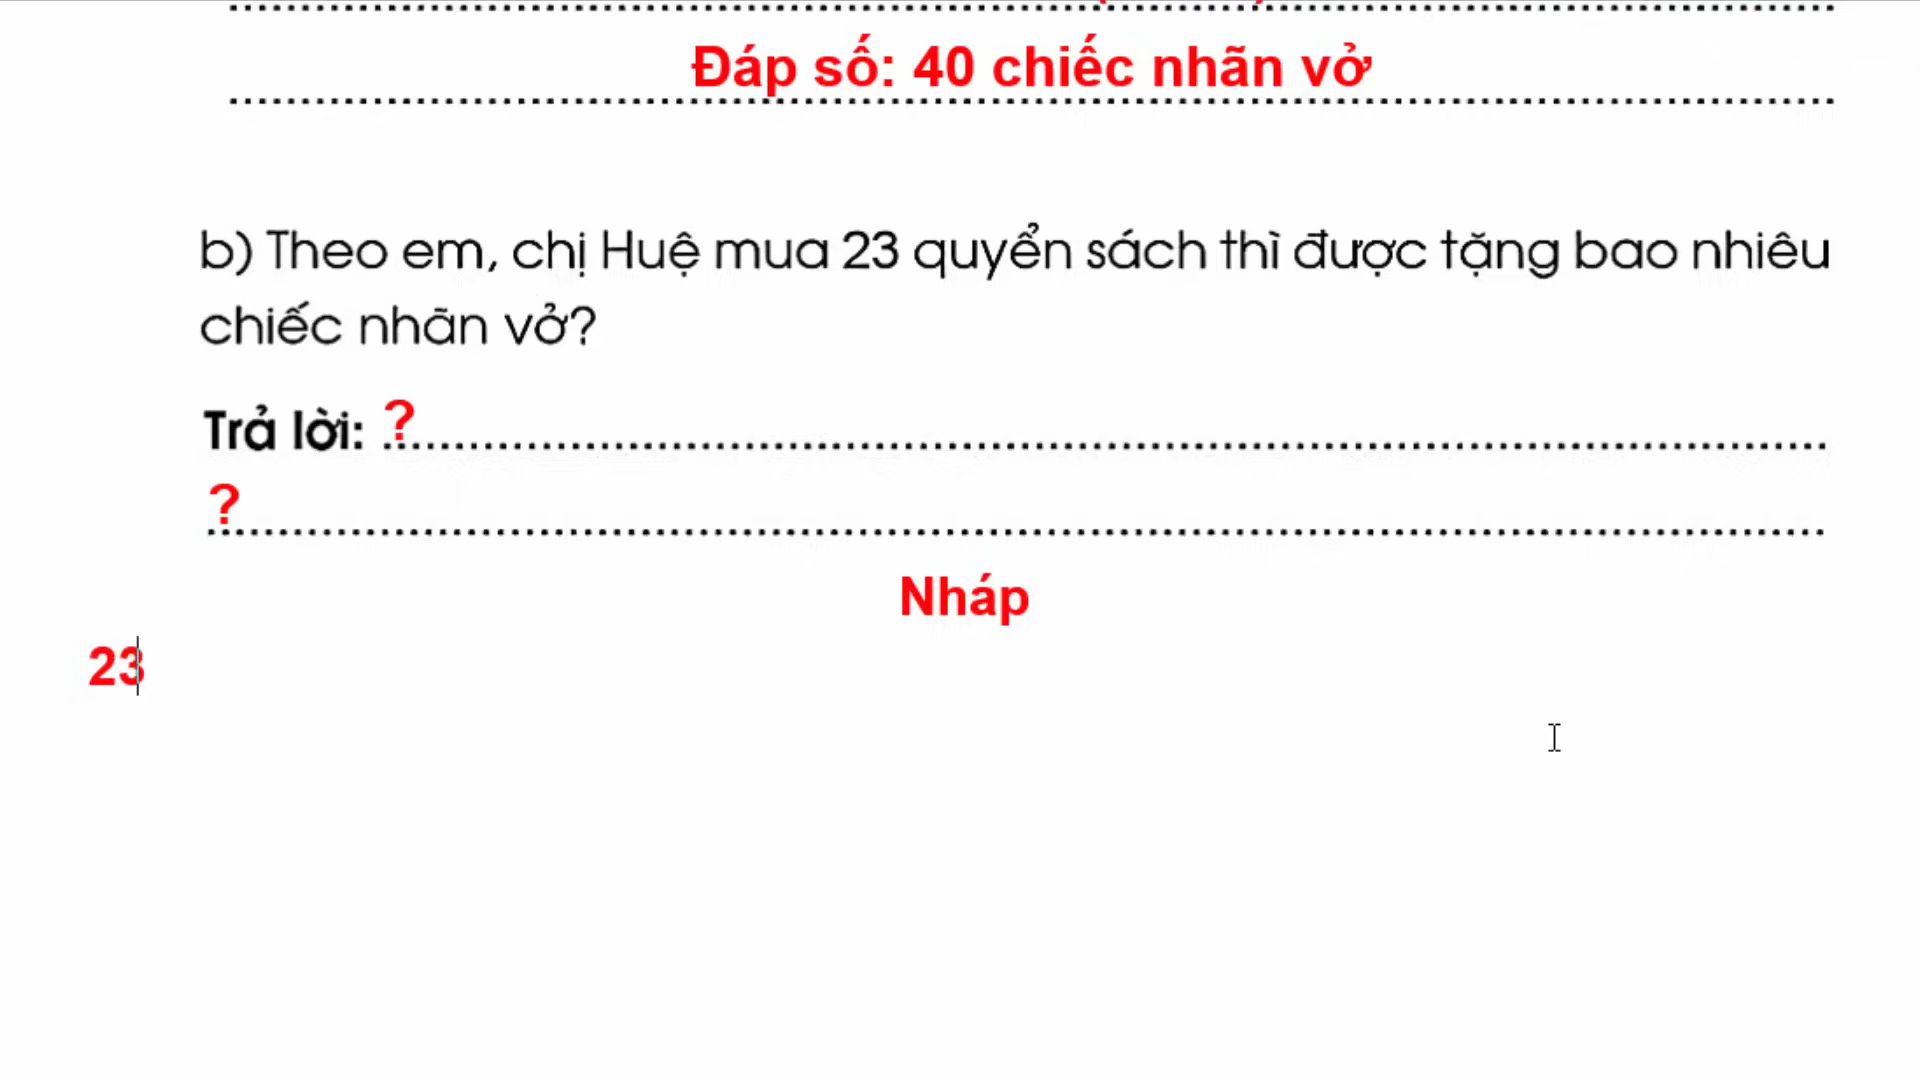 Đáp số: 40 chiếc nhãn vở
b) Theo em, chị Huệ mua 23 quyển sách thì được tặng bao nhiêu
chiếc nhãn vở?
Trả lời: ?
?
Nháp
23